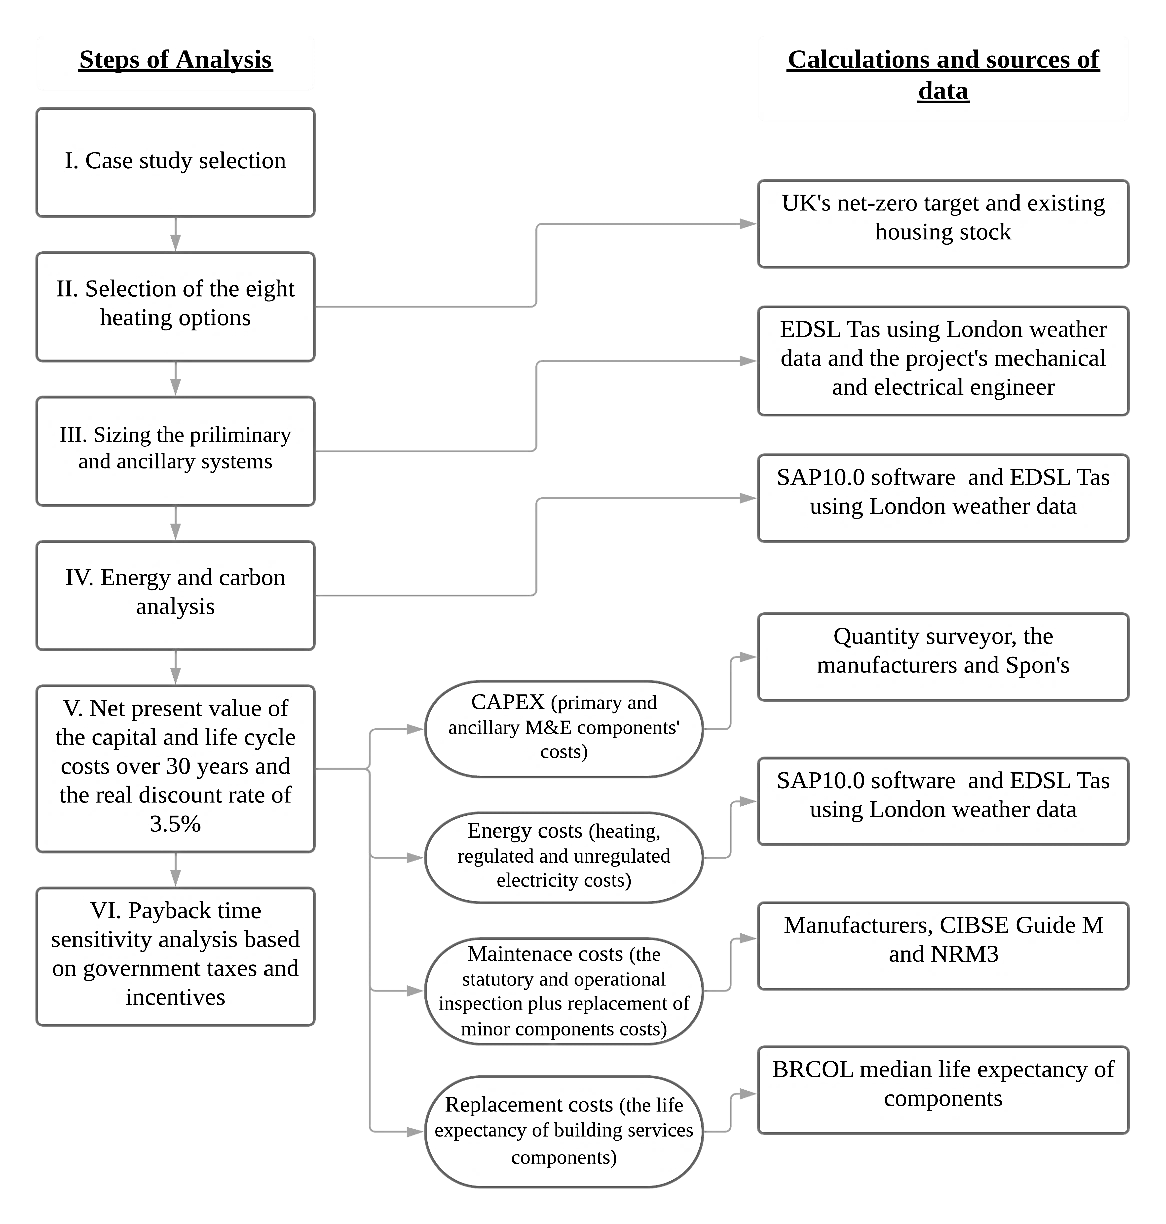 Steps of Analysis
Calculations and sources of
data
I. Case study selection
II. Selection of the eight
heating options
III. Sizing the priliminary
and ancillary systems
IV. Energy and carbon
analysis
V. Net present value of
the capital and life cycle
costs over 30 years and
the real discount rate of
3.5%
VI. Payback time
sensitivity analysis based
on government taxes and
incentives
CAPEX (primary and
ancillary M&E components'
costs)
Energy costs (heating,
regulated and unregulated
electricity costs)
Maintenace costs (the
statutory and operational
inspection plus replacement of
minor components costs)
Replacement costs (the life
expectancy of building services
components)
UK's net-zero target and existing
housing stock
EDSL Tas using London weather
data and the project's mechanical
and electrical engineer
SAP10.0 software  and EDSL Tas
using London weather data
Quantity surveyor, the
manufacturers and Spon's
SAP10.0 software  and EDSL Tas
using London weather data
Manufacturers, CIBSE Guide M
and NRM3
BRCOL median life expectancy of
components